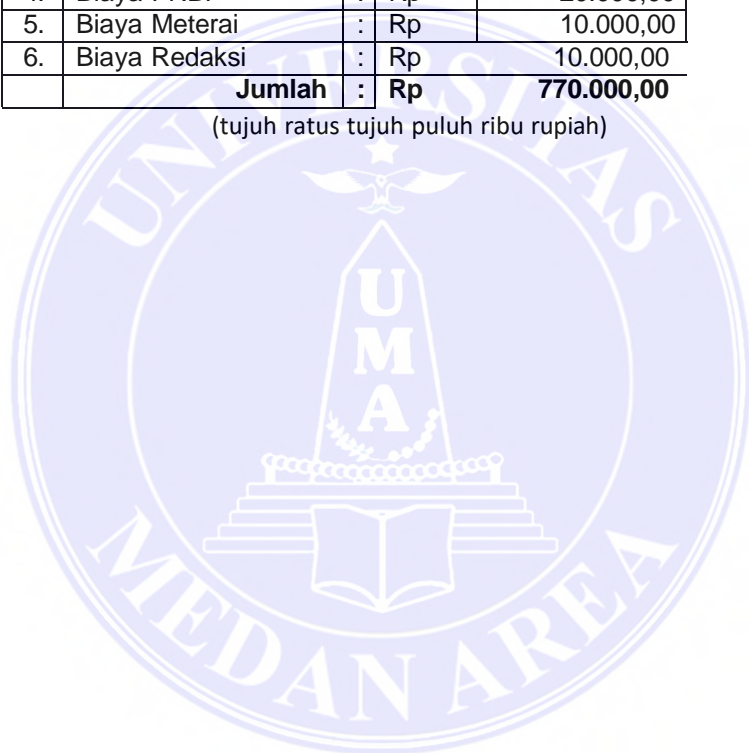 5. Biaya Meterai : Rp 10.000,00
6. Biaya Redaksi : Rp 10.000,00
Jumlah : Rp 770.000,00
(tujuh ratus tujuh puluh ribu rupiah)
UNIVERSITAS
UMA
MEDAN AREA